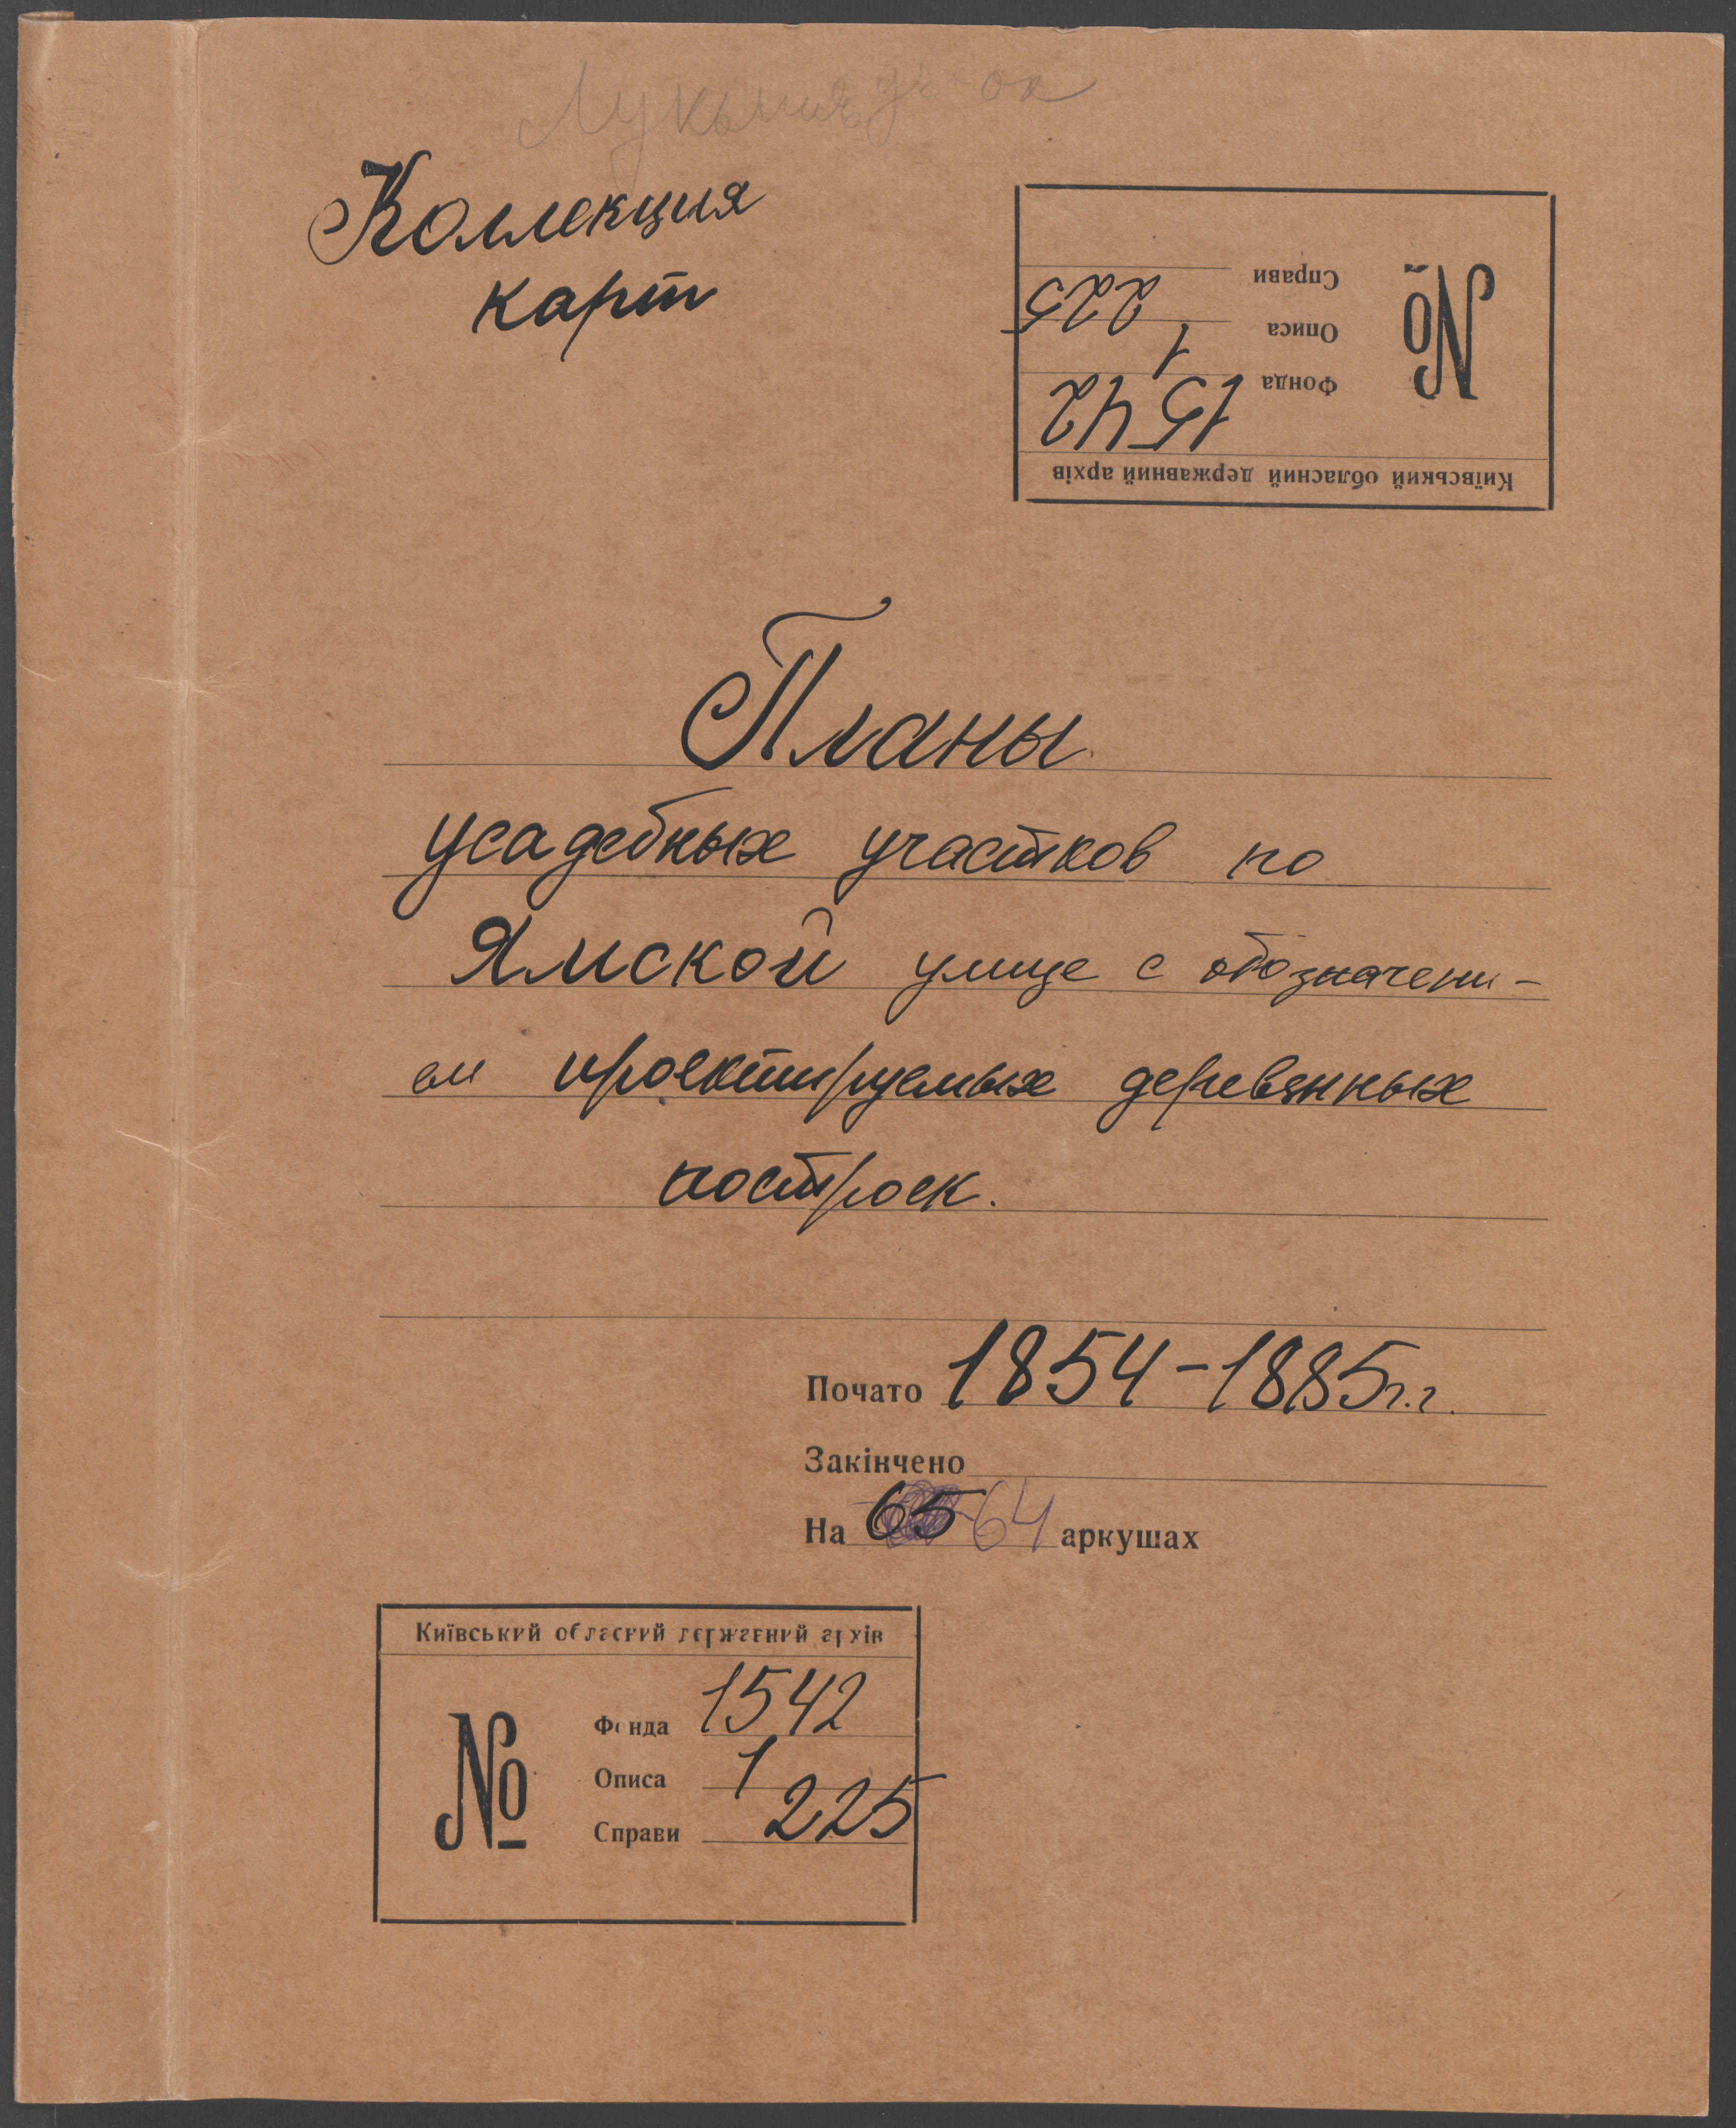 Коллекция
карт
Справи 225
Описа 1
Фонда 1542
№
Київський обласний державний архів
Планы
усадебных участков по
Ямской улице с обозначени-
ем проектируемых деревянных
построек.
Почато 1854-1885 г.г.
Закінчено
На 65 64 аркушах
Київський обласний державний архів
№
Фонда 1542
Описа 1
Справи 225